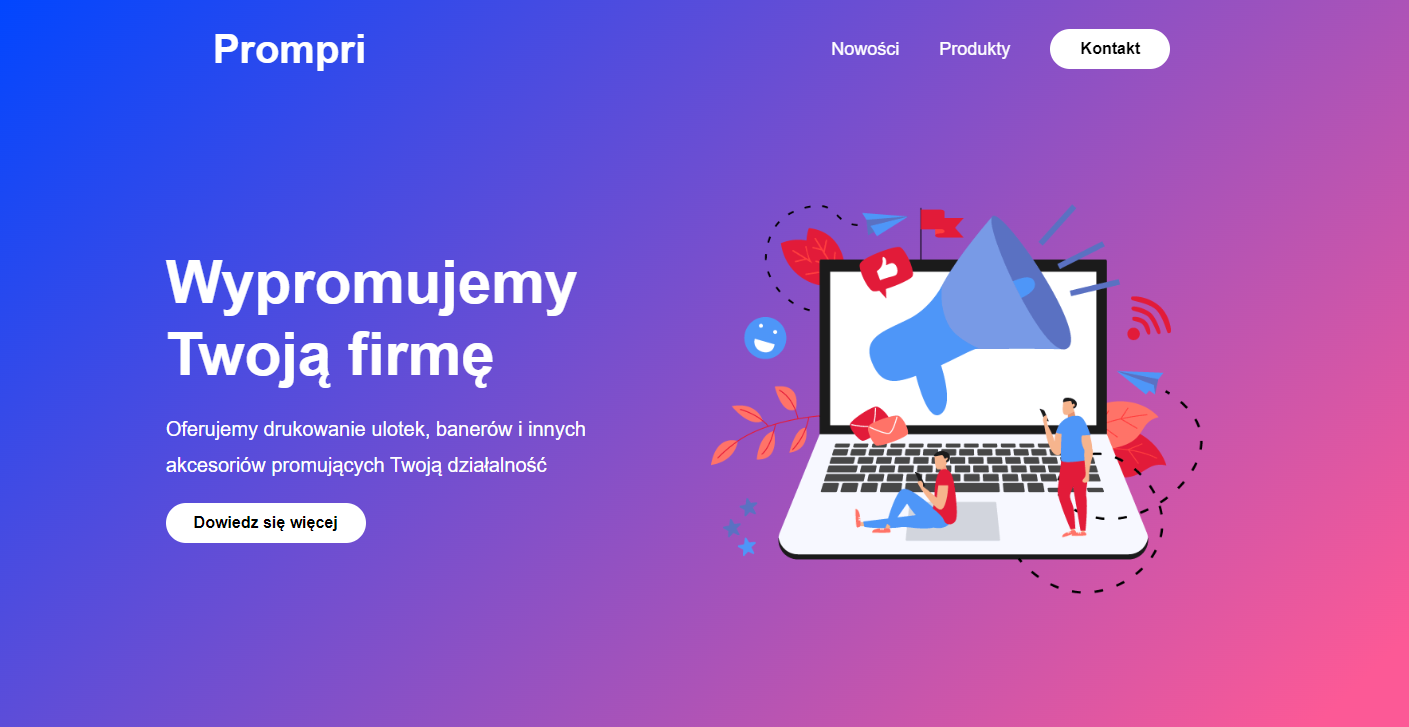 Prompri
Nowości
Produkty
Kontakt
Wypromujemy
Twoją firmę
Oferujemy drukowanie ulotek, banerów i innych
akcesoriów promujących Twoją działalność
Dowiedz się więcej